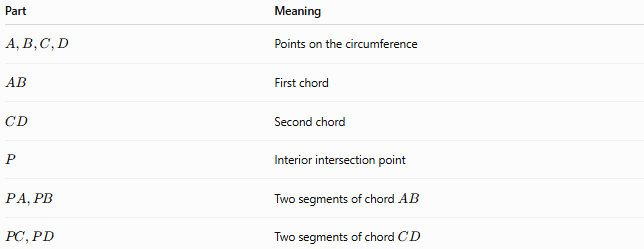 Part Meaning
A, B, C, D Points on the circumference
AB First chord
CD Second chord
P Interior intersection point
PA, PB Two segments of chord AB
PC, PD Two segments of chord CD